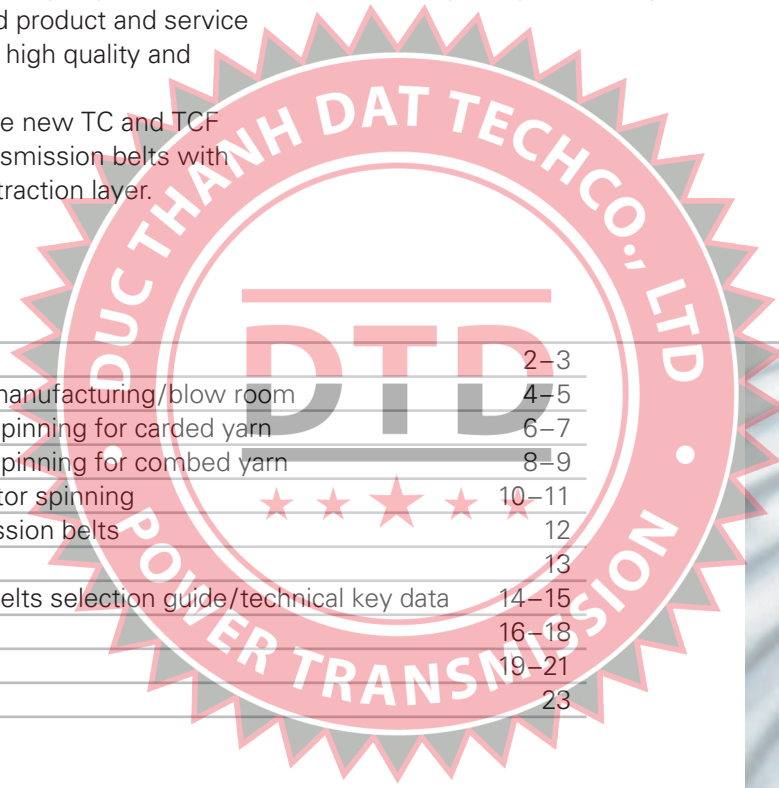 d product and service
high quality and
e new TC and TCF
smission belts with
traction layer.
DUC THANH DAT TECHCO., LTD
DTD
POWER TRANSMISSION
2–3
manufacturing/blow room 4–5
pinning for carded yarn 6–7
pinning for combed yarn 8–9
tor spinning 10–11
ssion belts 12
13
elts selection guide/technical key data 14–15
16–18
19–21
23